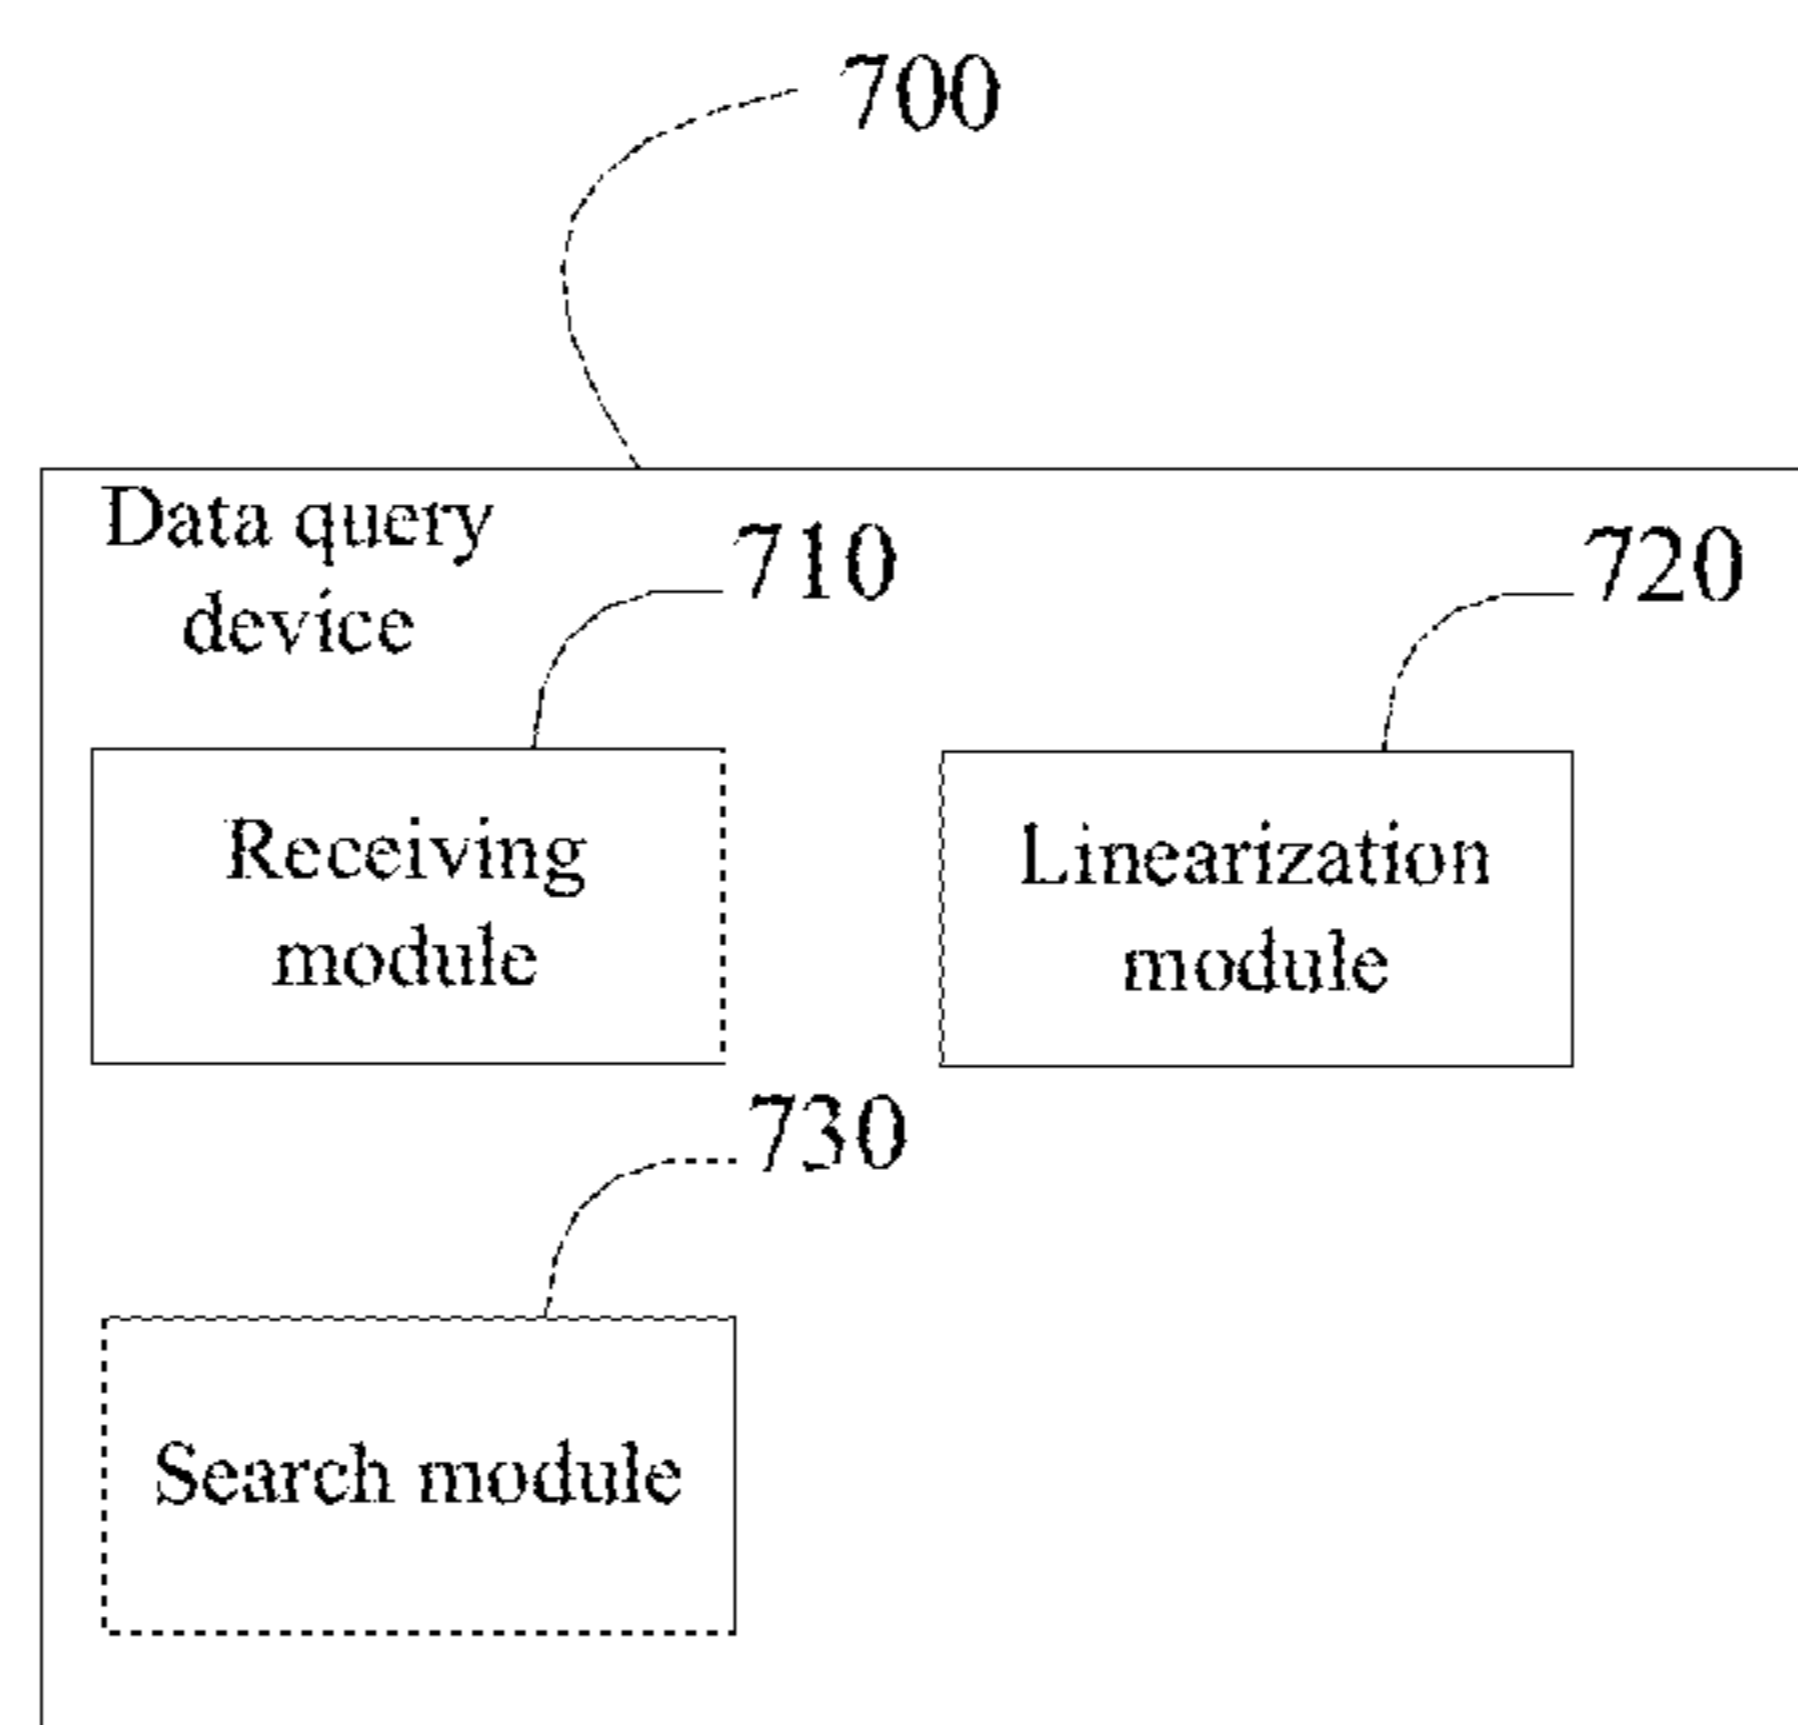 700
Data query
device
710
720
Receiving
module
Linearization
module
730
Search module